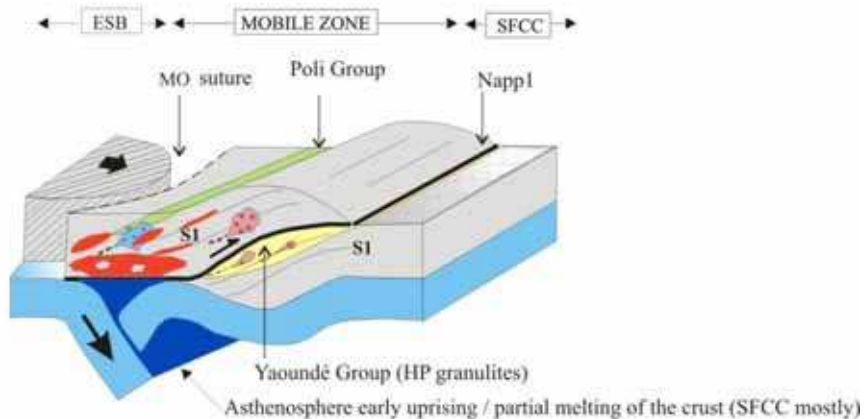 ESB MOBILE ZONE SFCC
MO suture Poli Group Napp1
S1
S1
Yaoundé Group (HP granulites)
Asthenosphere early uprising / partial melting of the crust (SFCC mostly)